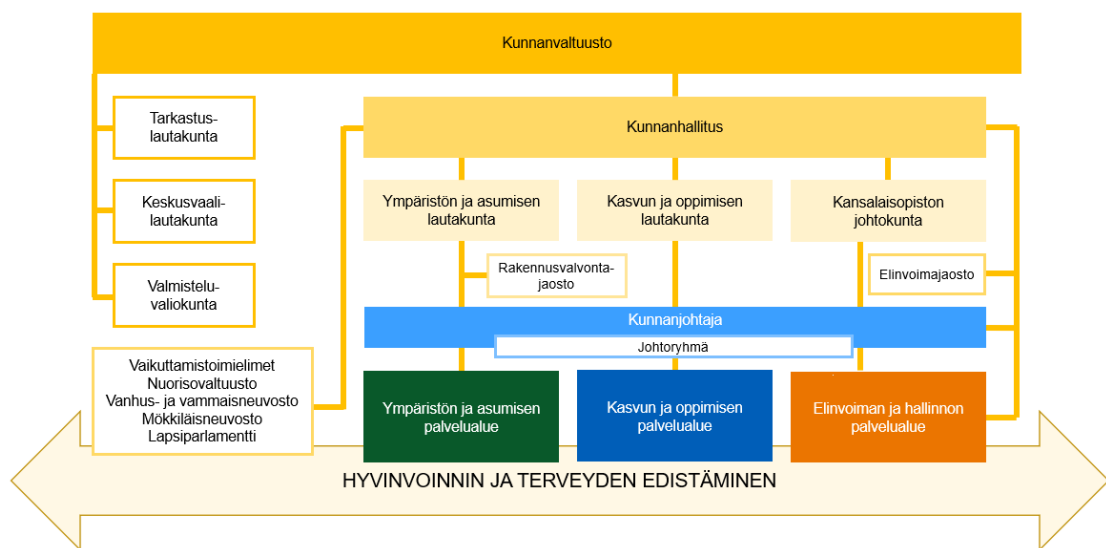 Kunnanvaltuusto
Tarkastus-
lautakunta
Keskusvaali-
lautakunta
Valmistelu-
valiokunta
Kunnanhallitus
Ympäristön ja asumisen
lautakunta
Kasvun ja oppimisen
lautakunta
Kansalaisopiston
johtokunta
Rakennusvalvonta-
jaosto
Elinvoimajaosto
Kunnanjohtaja
Johtoryhmä
Vaikuttamistoimielimet
Nuorisovaltuusto
Vanhus- ja vammaisneuvosto
Mökkiläisneuvosto
Lapsiparlamentti
Ympäristön ja asumisen
palvelualue
Kasvun ja oppimisen
palvelualue
Elinvoiman ja hallinnon
palvelualue
HYVINVOINNIN JA TERVEYDEN EDISTÄMINEN